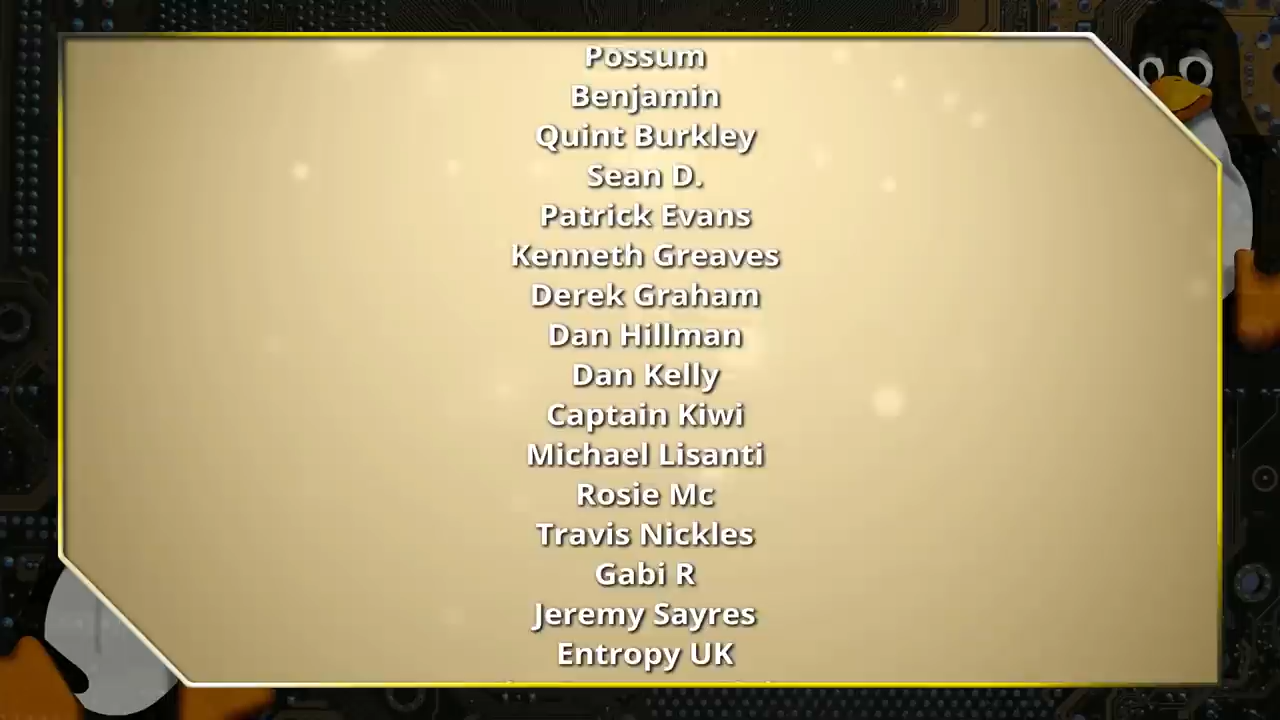 Possum
Benjamin
Quint Burkley
Sean D.
Patrick Evans
Kenneth Greaves
Derek Graham
Dan Hillman
Dan Kelly
Captain Kiwi
Michael Lisanti
Rosie Mc
Travis Nickles
Gabi R
Jeremy Sayres
Entropy UK